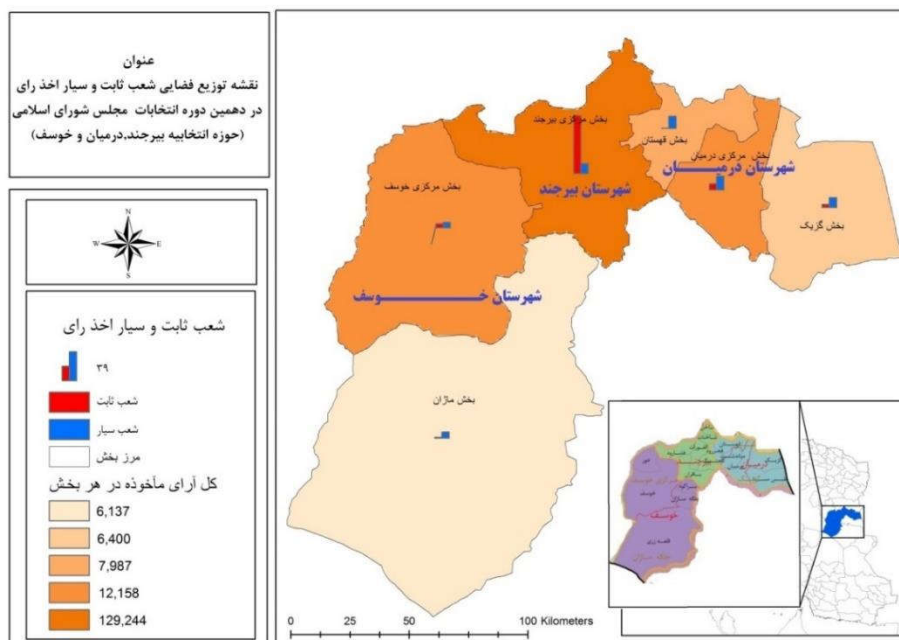 عنوان
نقشه توزیع فضایی شعب ثابت و سیار اخذ رای
در دهمین دوره انتخابات مجلس شورای اسلامی
(حوزه انتخابیه بیرجند،درمیان و خوسف)
N
W
E
S
شعب ثابت و سیار اخذ رای
۳۹
شعب ثابت
شعب سیار
مرز بخش
کل آرای مأخوذه در هر بخش
6,137
6,400
7,987
12,158
129,244
بخش مرکزی بیرجند
بخش قهستان
بخش مرکزی درمیان
شهرستان درمیـــــان
شهرستان بیرجند
بخش مرکزی خوسف
بخش گزیک
شهرستان خـــــــوسف
بخش ماژان
خوسف
0 25 50 100 Kilometers